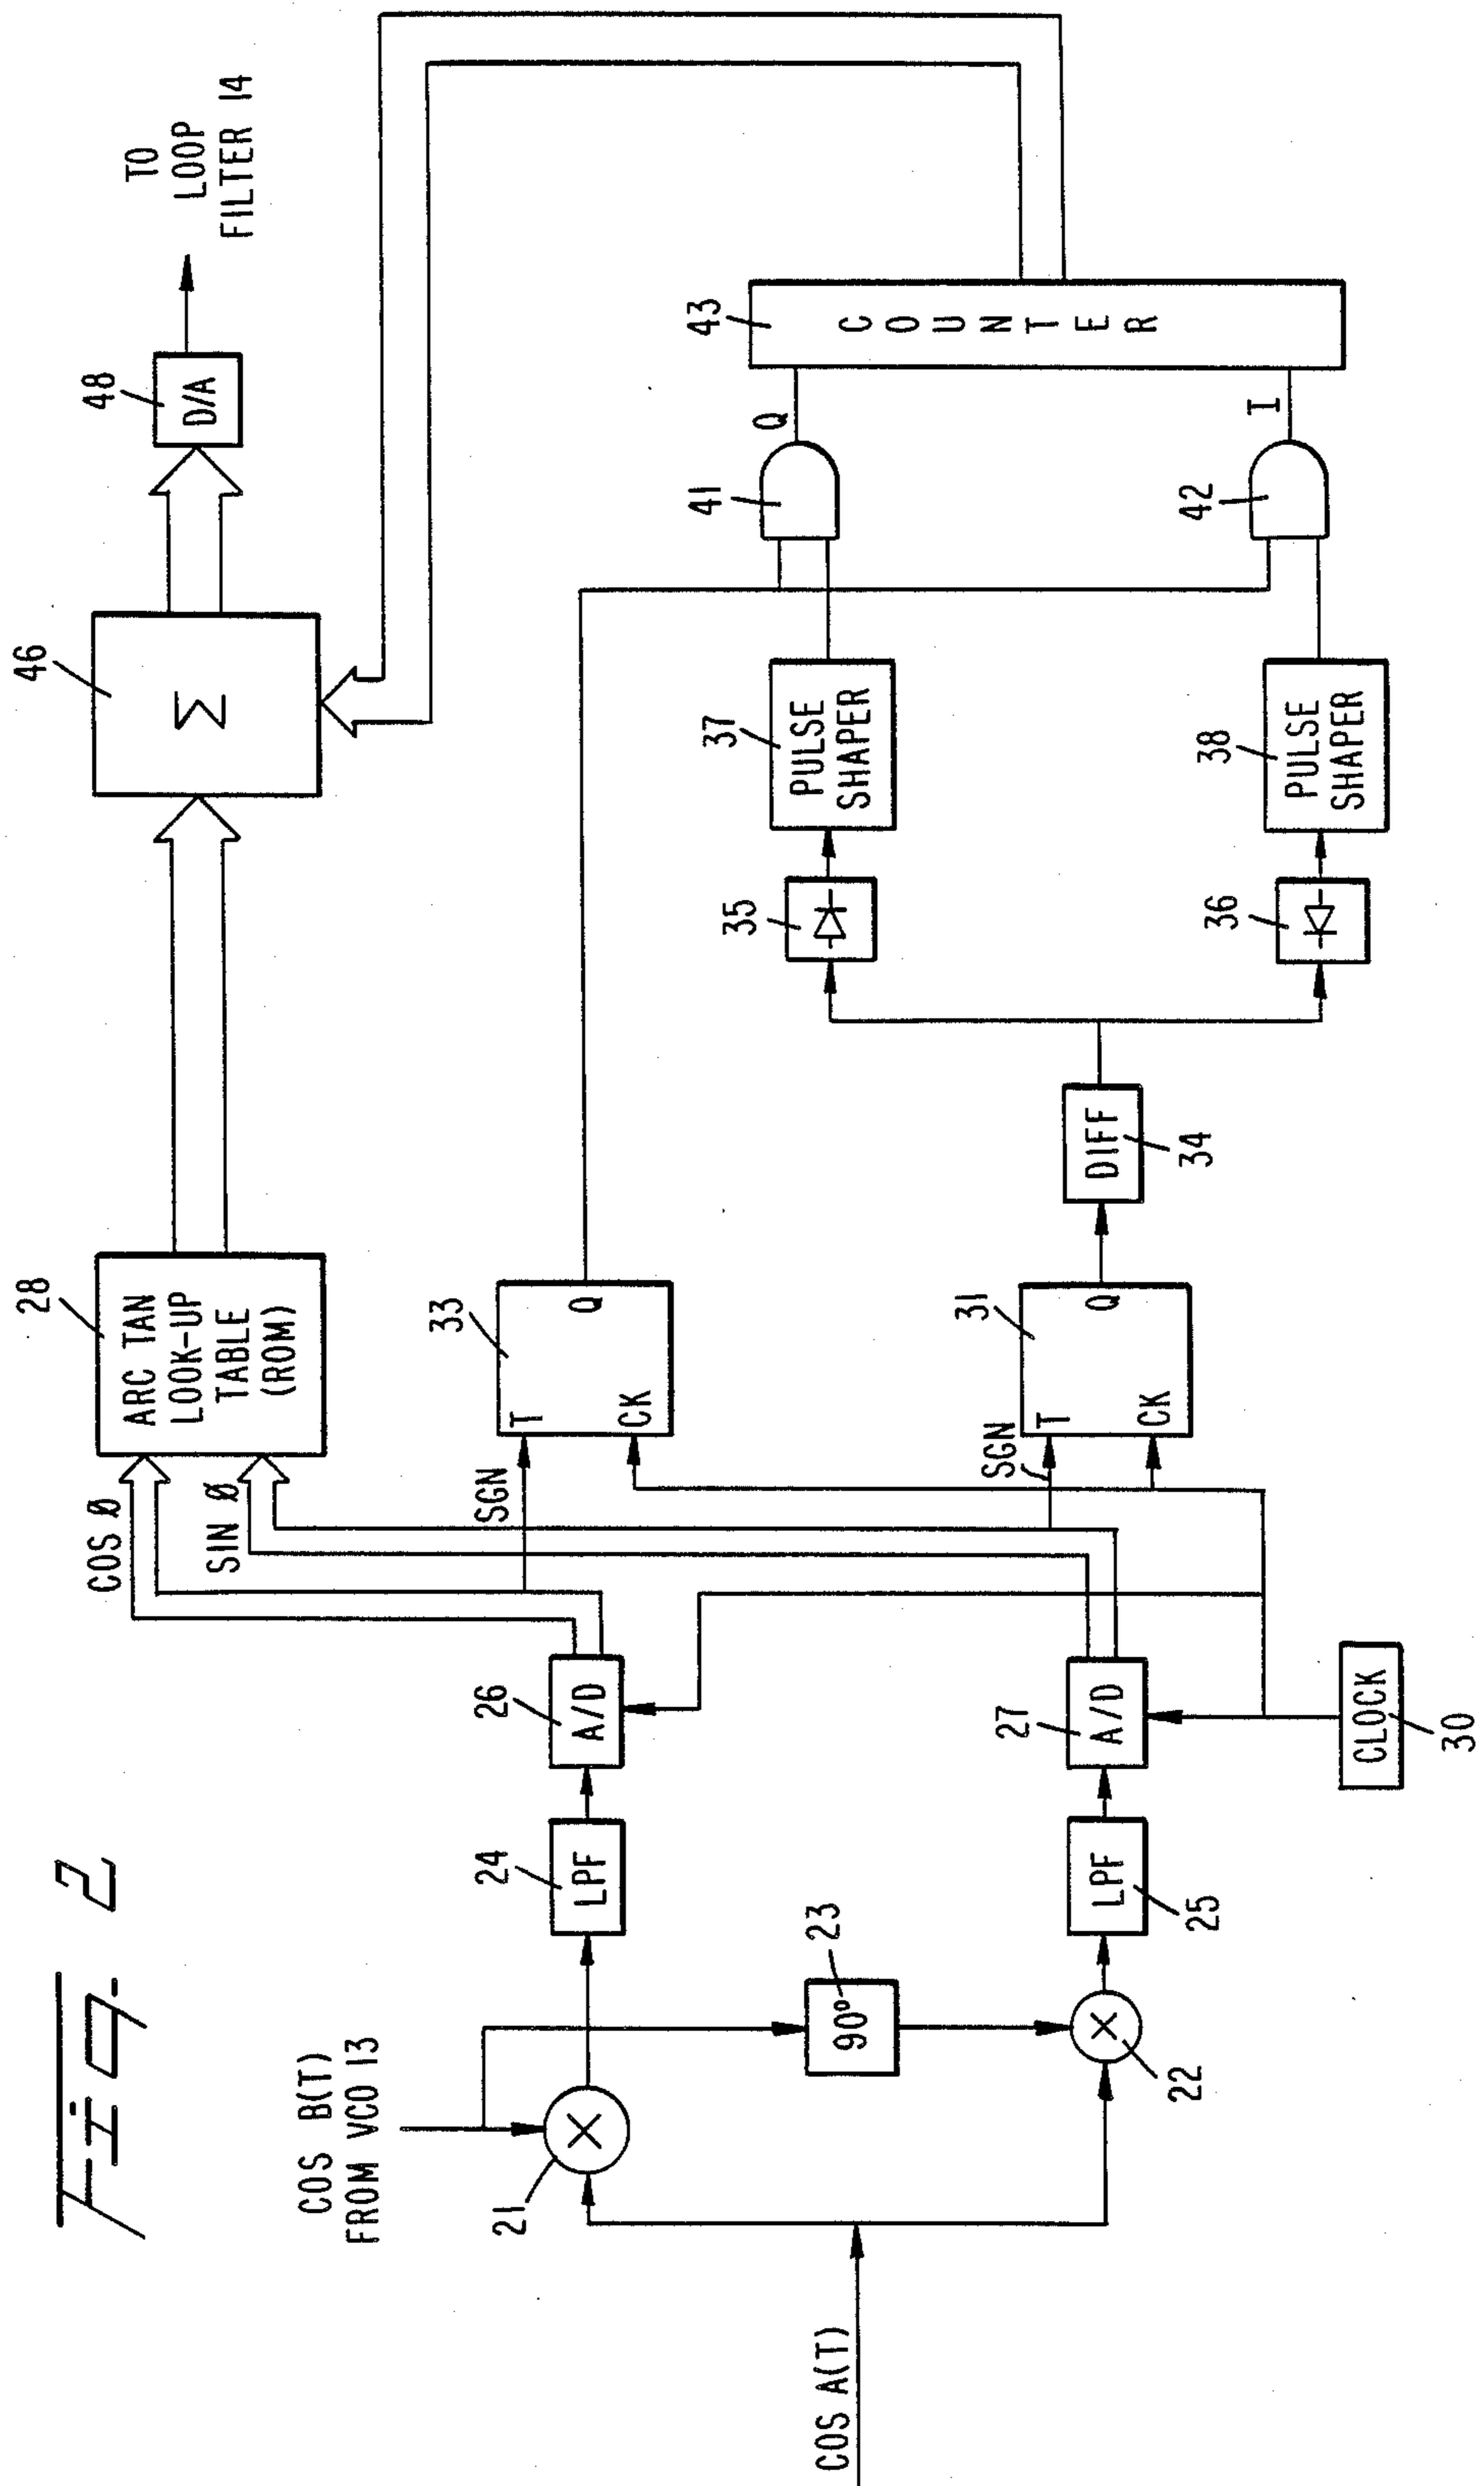 Fig. 2
COS B(T)
FROM VCO 13
COS A(T)
21
22
90°
23
24
LPF
LPF
25
26
A/D
27
A/D
CLOCK
30
COS Ø
SIN Ø
SGN
SGN
28
ARC TAN
LOOK-UP
TABLE
(ROM)
33
T
CK
Q
31
T
CK
Q
DIFF
34
35
36
37
PULSE
SHAPER
38
PULSE
SHAPER
41
Q
42
I
43
COUNTER
46
Σ
48
D/A
TO
LOOP
FILTER 14